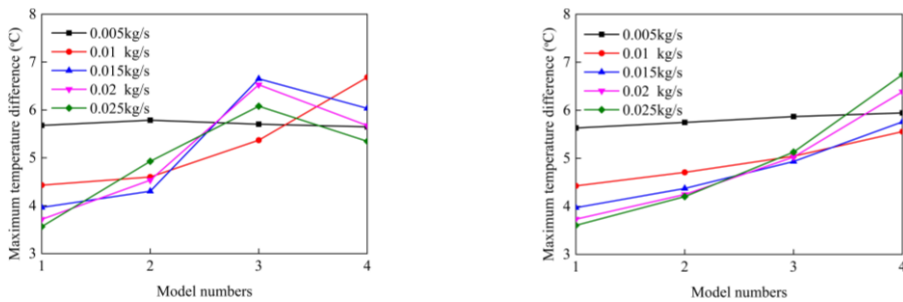 Maximum temperature difference (°C)
8
7
6
5
4
3
0.005kg/s
0.01 kg/s
0.015kg/s
0.02 kg/s
0.025kg/s
1 2 3 4
Model numbers
Maximum temperature difference (°C)
8
7
6
5
4
3
0.005kg/s
0.01 kg/s
0.015kg/s
0.02 kg/s
0.025kg/s
1 2 3 4
Model numbers